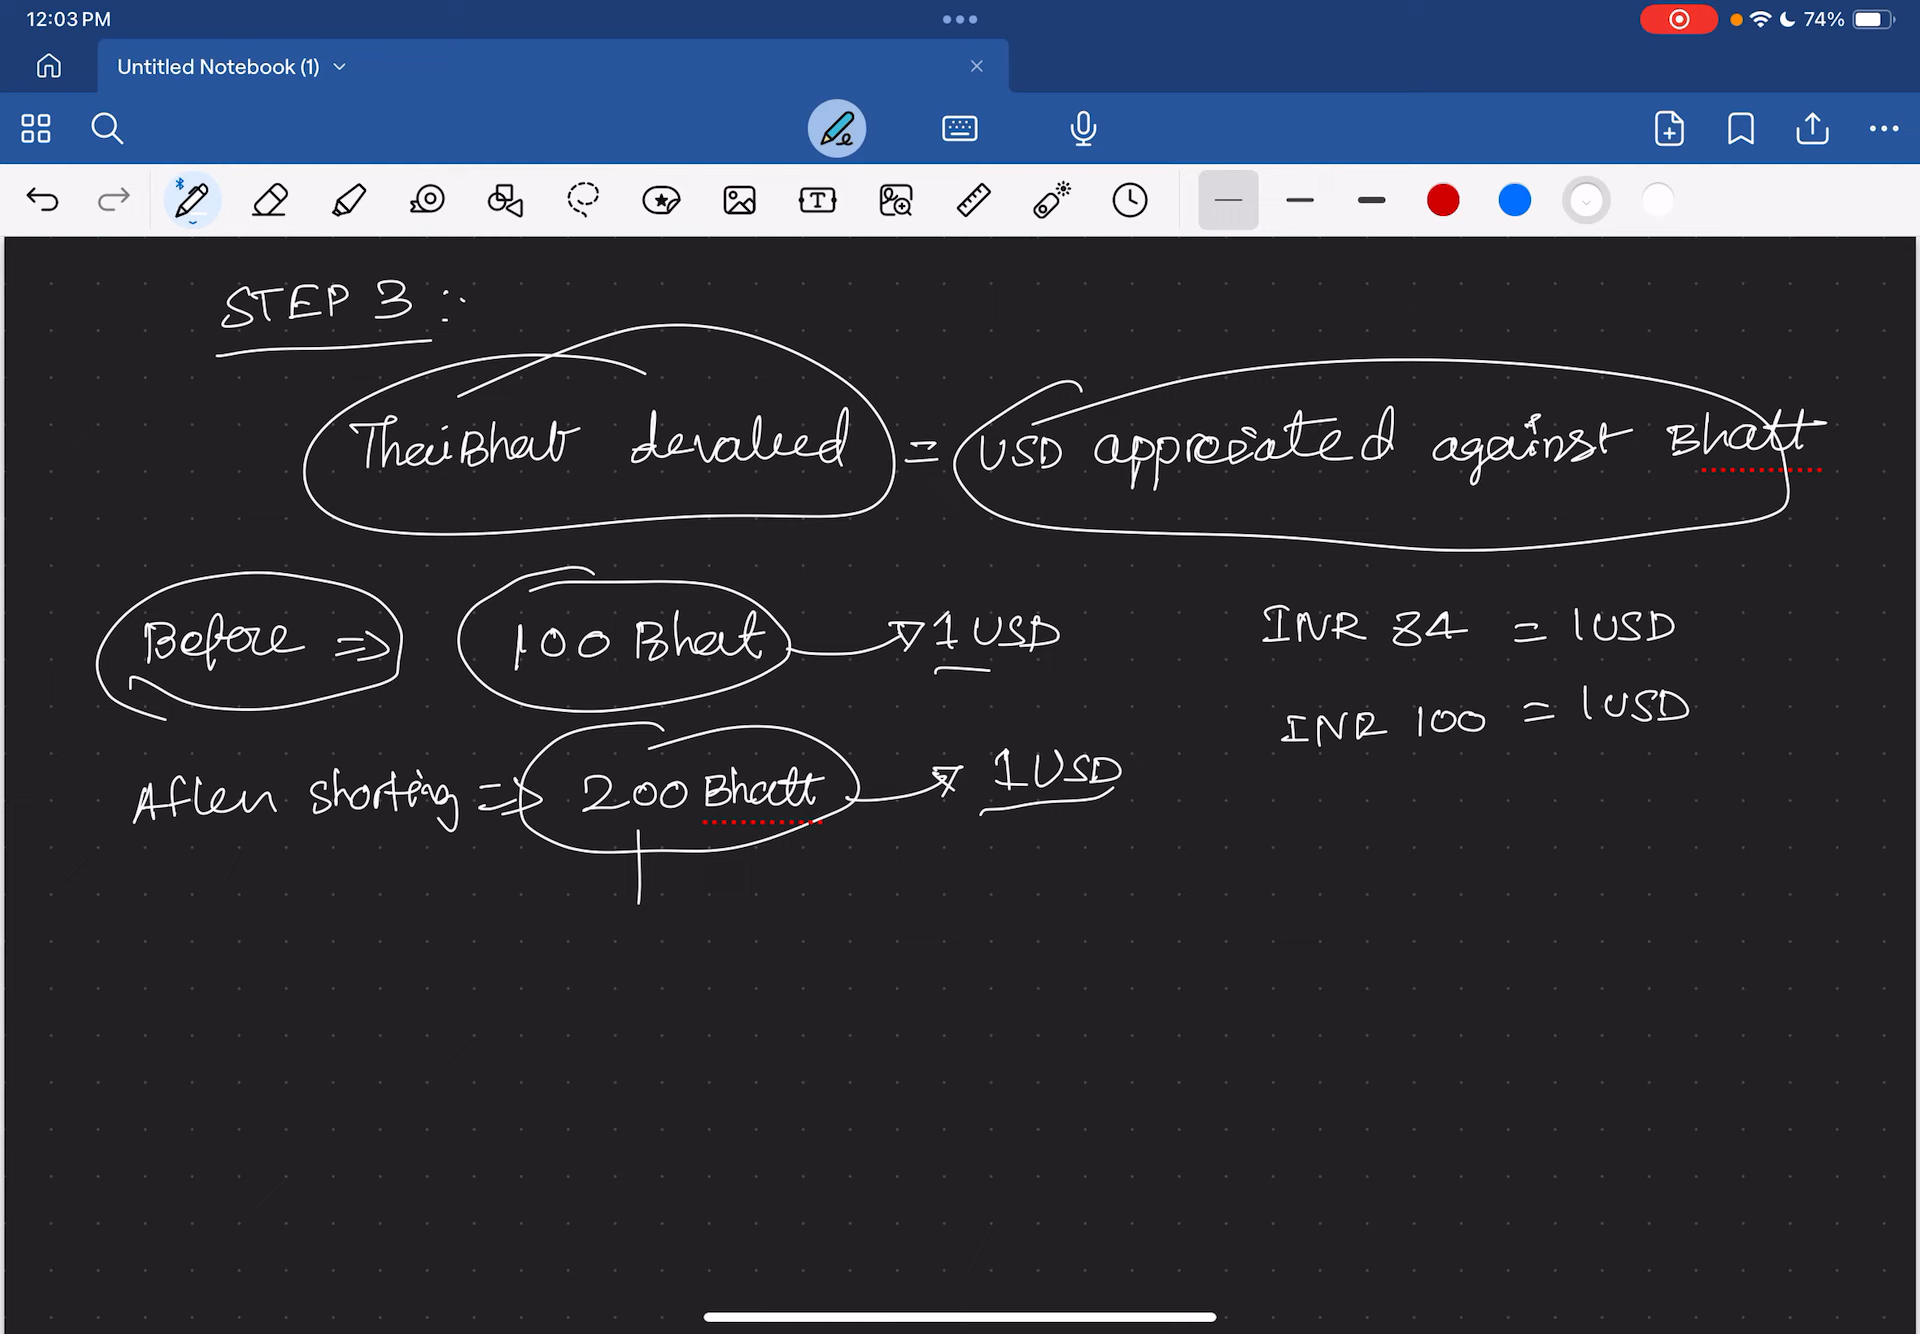 12:03 PM
74%
Untitled Notebook (1)
STEP 3 :-
Thai Bhat devalued = USD appreciated against Bhatt
Before => 100 Bhat → 1 USD
INR 84 = 1 USD
INR 100 = 1 USD
After shorting => 200 Bhatt → 1 USD